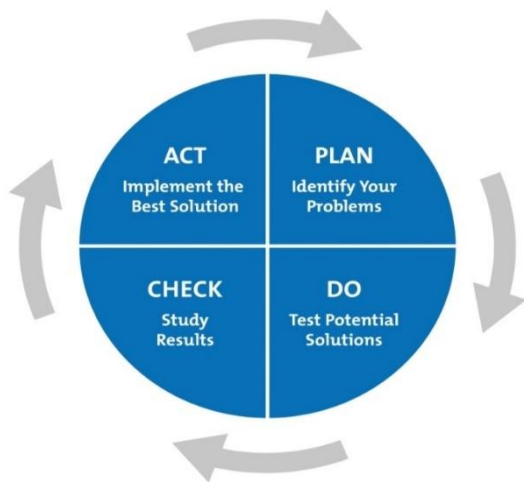 ACT
Implement the
Best Solution
PLAN
Identify Your
Problems
CHECK
Study
Results
DO
Test Potential
Solutions